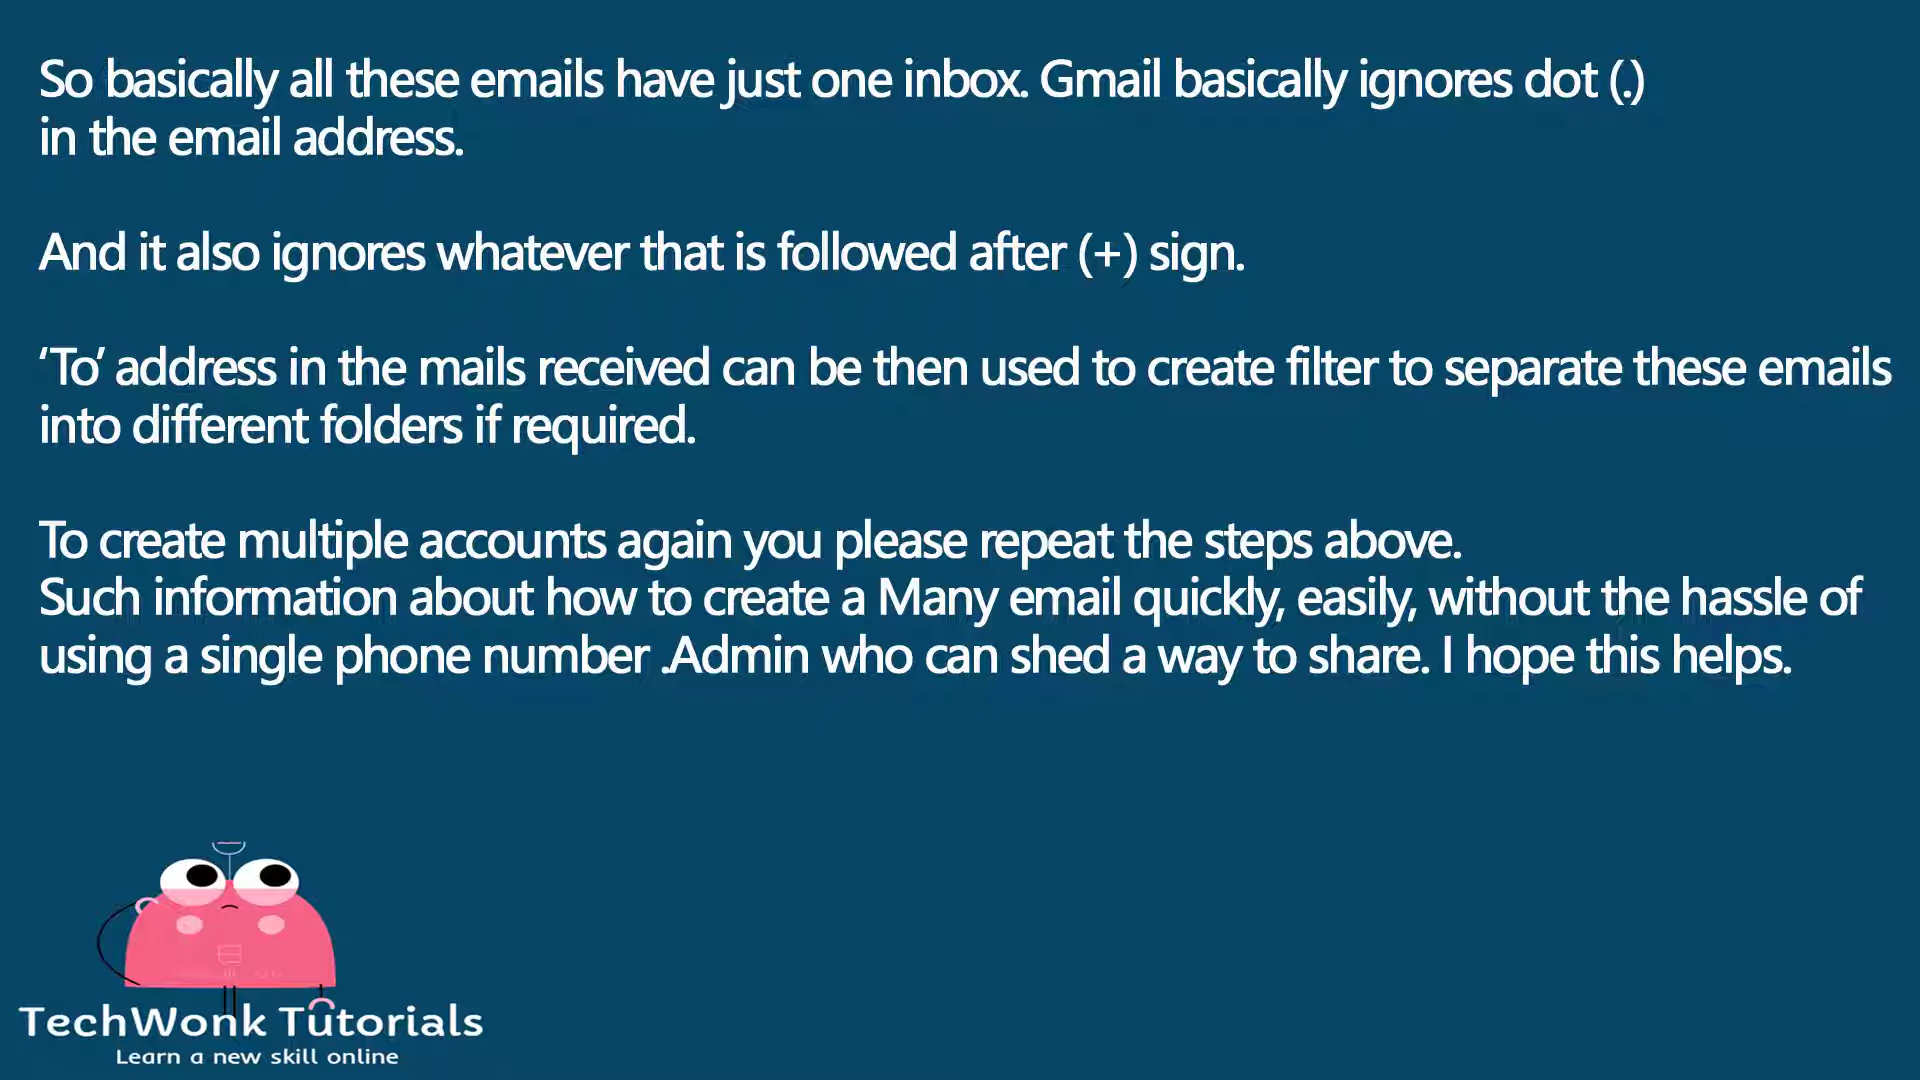 So basically all these emails have just one inbox. Gmail basically ignores dot (.)
in the email address.
And it also ignores whatever that is followed after (+) sign.
‘To’ address in the mails received can be then used to create filter to separate these emails
into different folders if required.
To create multiple accounts again you please repeat the steps above.
Such information about how to create a Many email quickly, easily, without the hassle of
using a single phone number .Admin who can shed a way to share. I hope this helps.
TechWonk Tutorials
Learn a new skill online